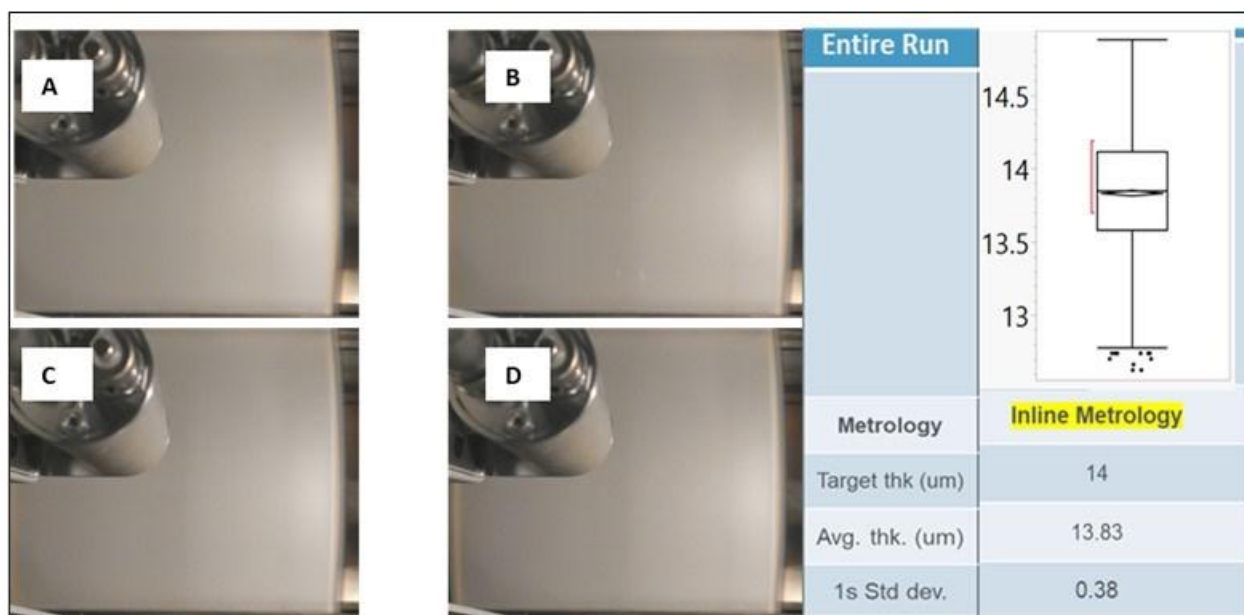 A
B
C
D
Entire Run
14.5
14
13.5
13
Metrology
Inline Metrology
Target thk (um)
14
Avg. thk. (um)
13.83
1s Std dev.
0.38